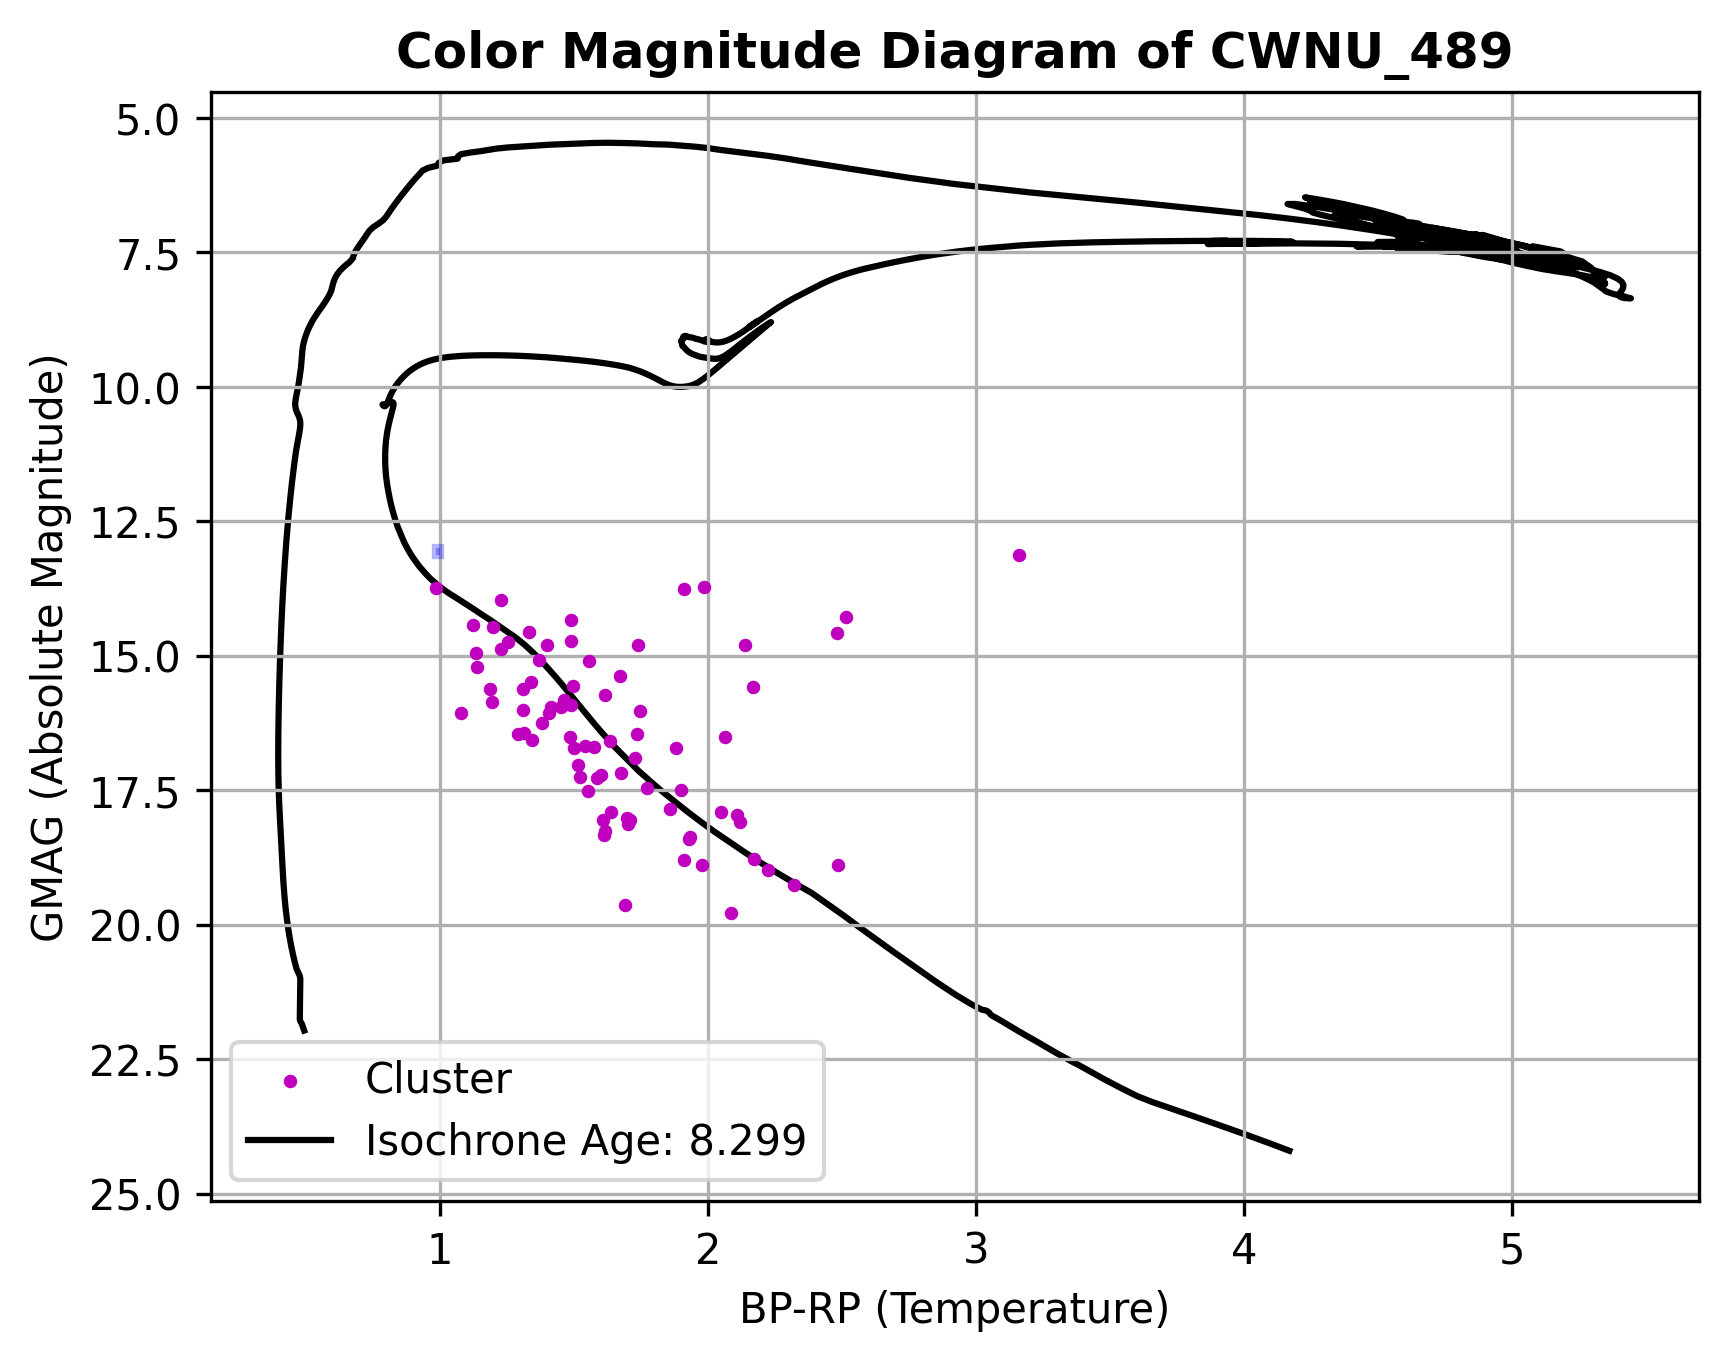 Color Magnitude Diagram of CWNU_489
GMAG (Absolute Magnitude)
5.0
7.5
10.0
12.5
15.0
17.5
20.0
22.5
25.0
Cluster
Isochrone Age: 8.299
1 2 3 4 5
BP-RP (Temperature)